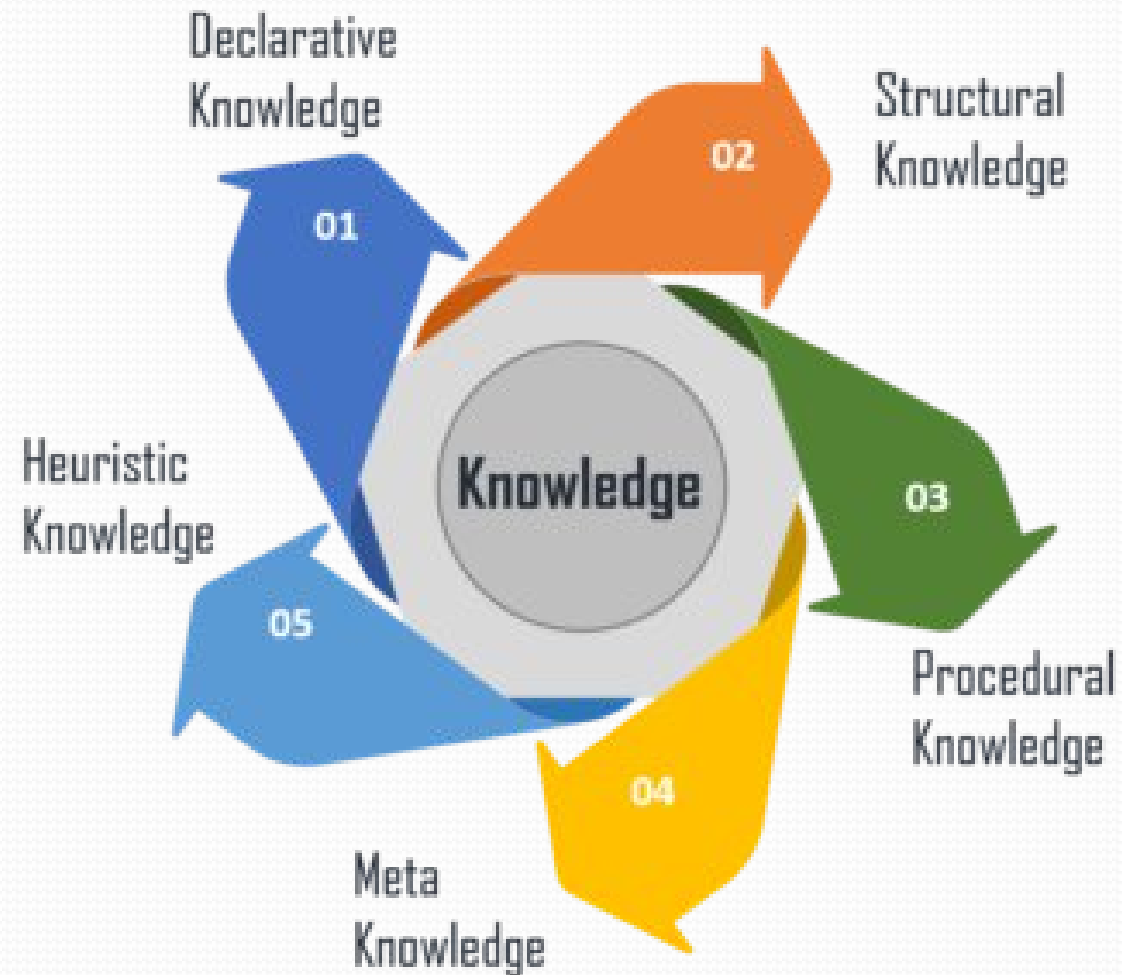 Declarative
Knowledge
01
02
Structural
Knowledge
03
Procedural
Knowledge
04
Meta
Knowledge
05
Heuristic
Knowledge
Knowledge